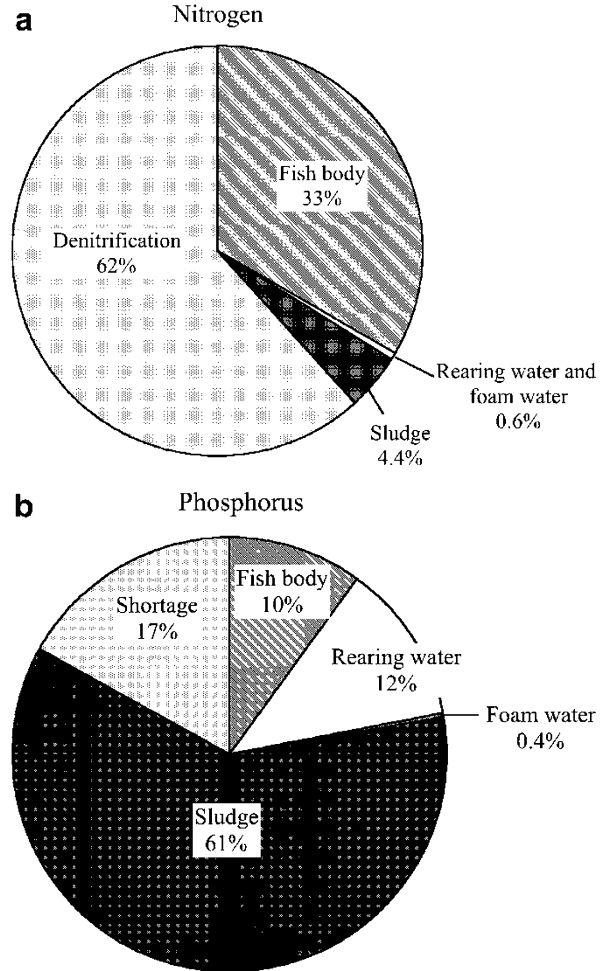 a
Nitrogen
Fish body
33%
Denitrification
62%
Rearing water and
foam water
0.6%
Sludge
4.4%
b
Phosphorus
Fish body
10%
Shortage
17%
Rearing water
12%
Foam water
0.4%
Sludge
61%